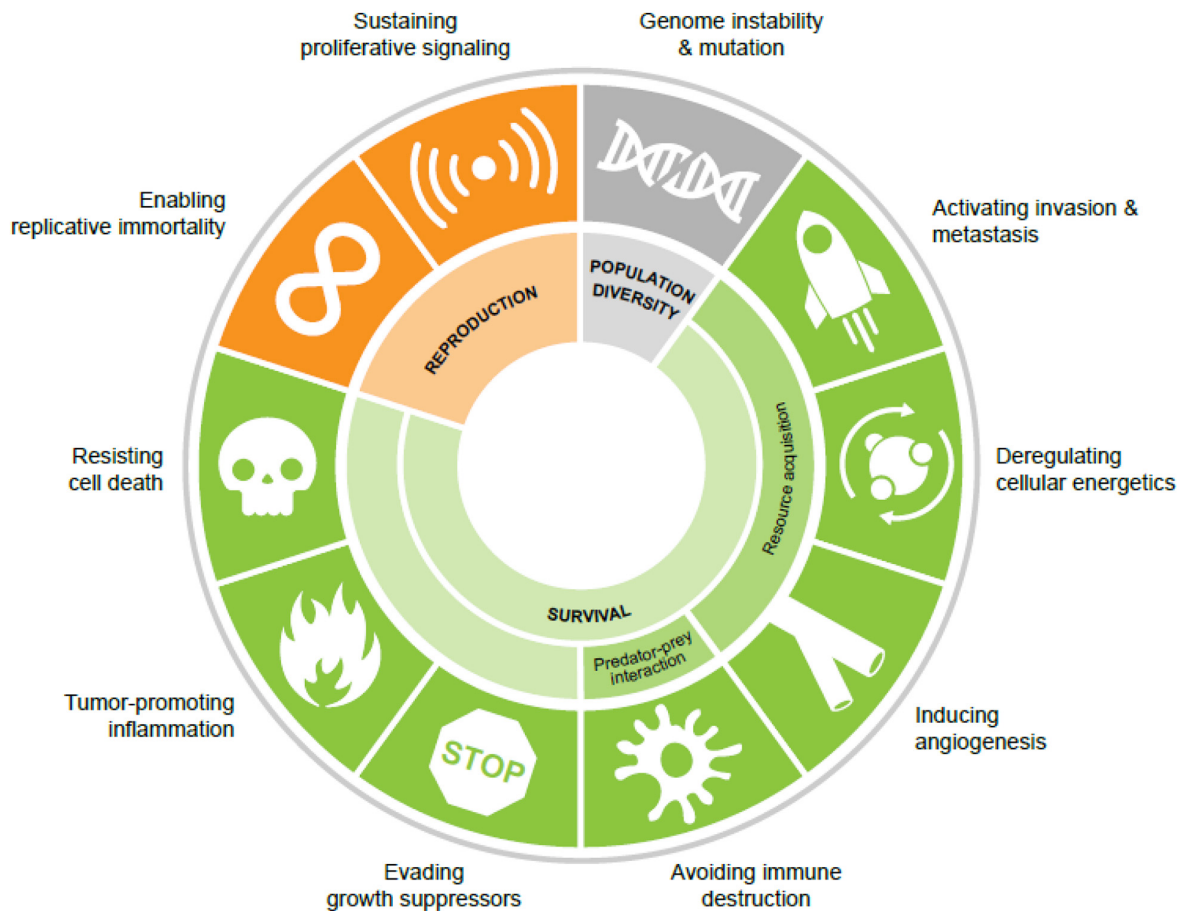 Sustaining
proliferative signaling
Genome instability
& mutation
Enabling
replicative immortality
Activating invasion &
metastasis
REPRODUCTION
POPULATION
DIVERSITY
Resource acquisition
Resisting
cell death
Deregulating
cellular energetics
SURVIVAL
Predator-prey
interaction
Tumor-promoting
inflammation
Inducing
angiogenesis
STOP
Evading
growth suppressors
Avoiding immune
destruction